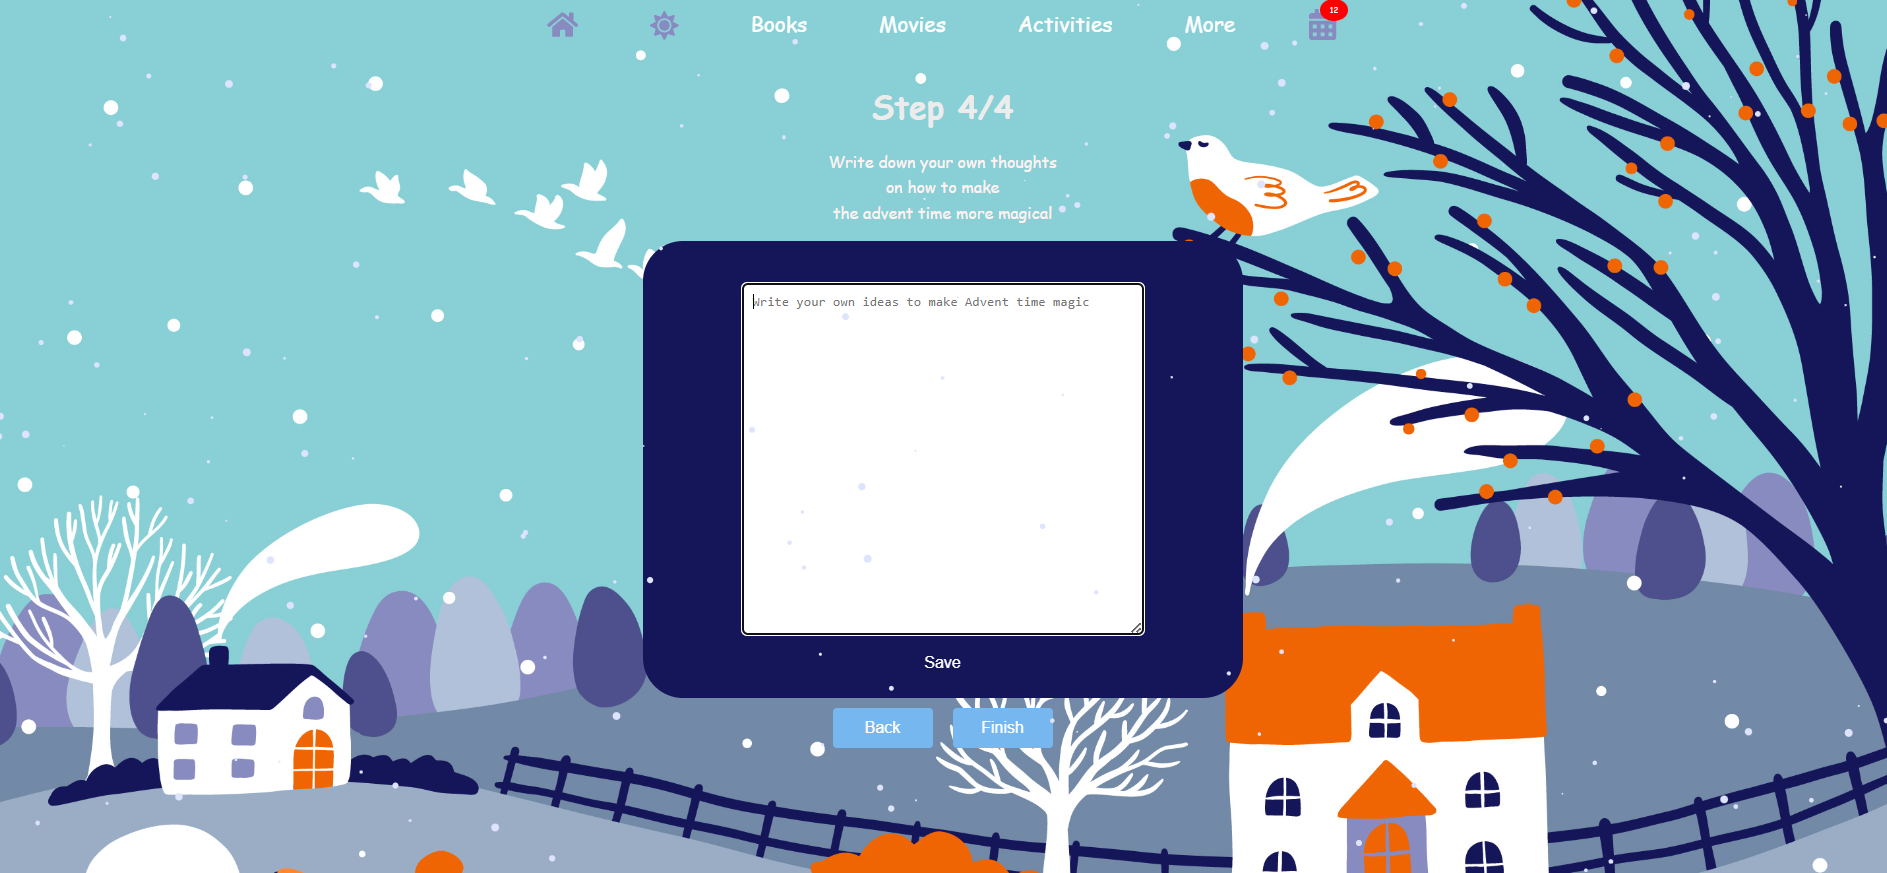 Books
Movies
Activities
More
12
Step 4/4
Write down your own thoughts
on how to make
the advent time more magical
Write your own ideas to make Advent time magic
Save
Back
Finish